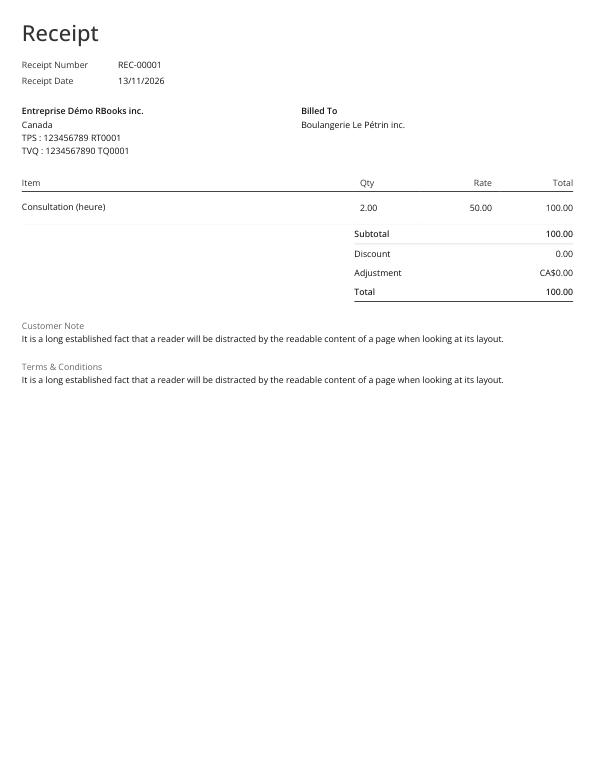 Receipt
Receipt Number REC-00001
Receipt Date 13/11/2026
Entreprise Démo RBooks inc.
Canada
TPS : 123456789 RT0001
TVQ : 1234567890 TQ0001
Billed To
Boulangerie Le Pétrin inc.
Item Qty Rate Total
Consultation (heure) 2.00 50.00 100.00
Subtotal 100.00
Discount 0.00
Adjustment CA$0.00
Total 100.00
Customer Note
It is a long established fact that a reader will be distracted by the readable content of a page when looking at its layout.
Terms & Conditions
It is a long established fact that a reader will be distracted by the readable content of a page when looking at its layout.